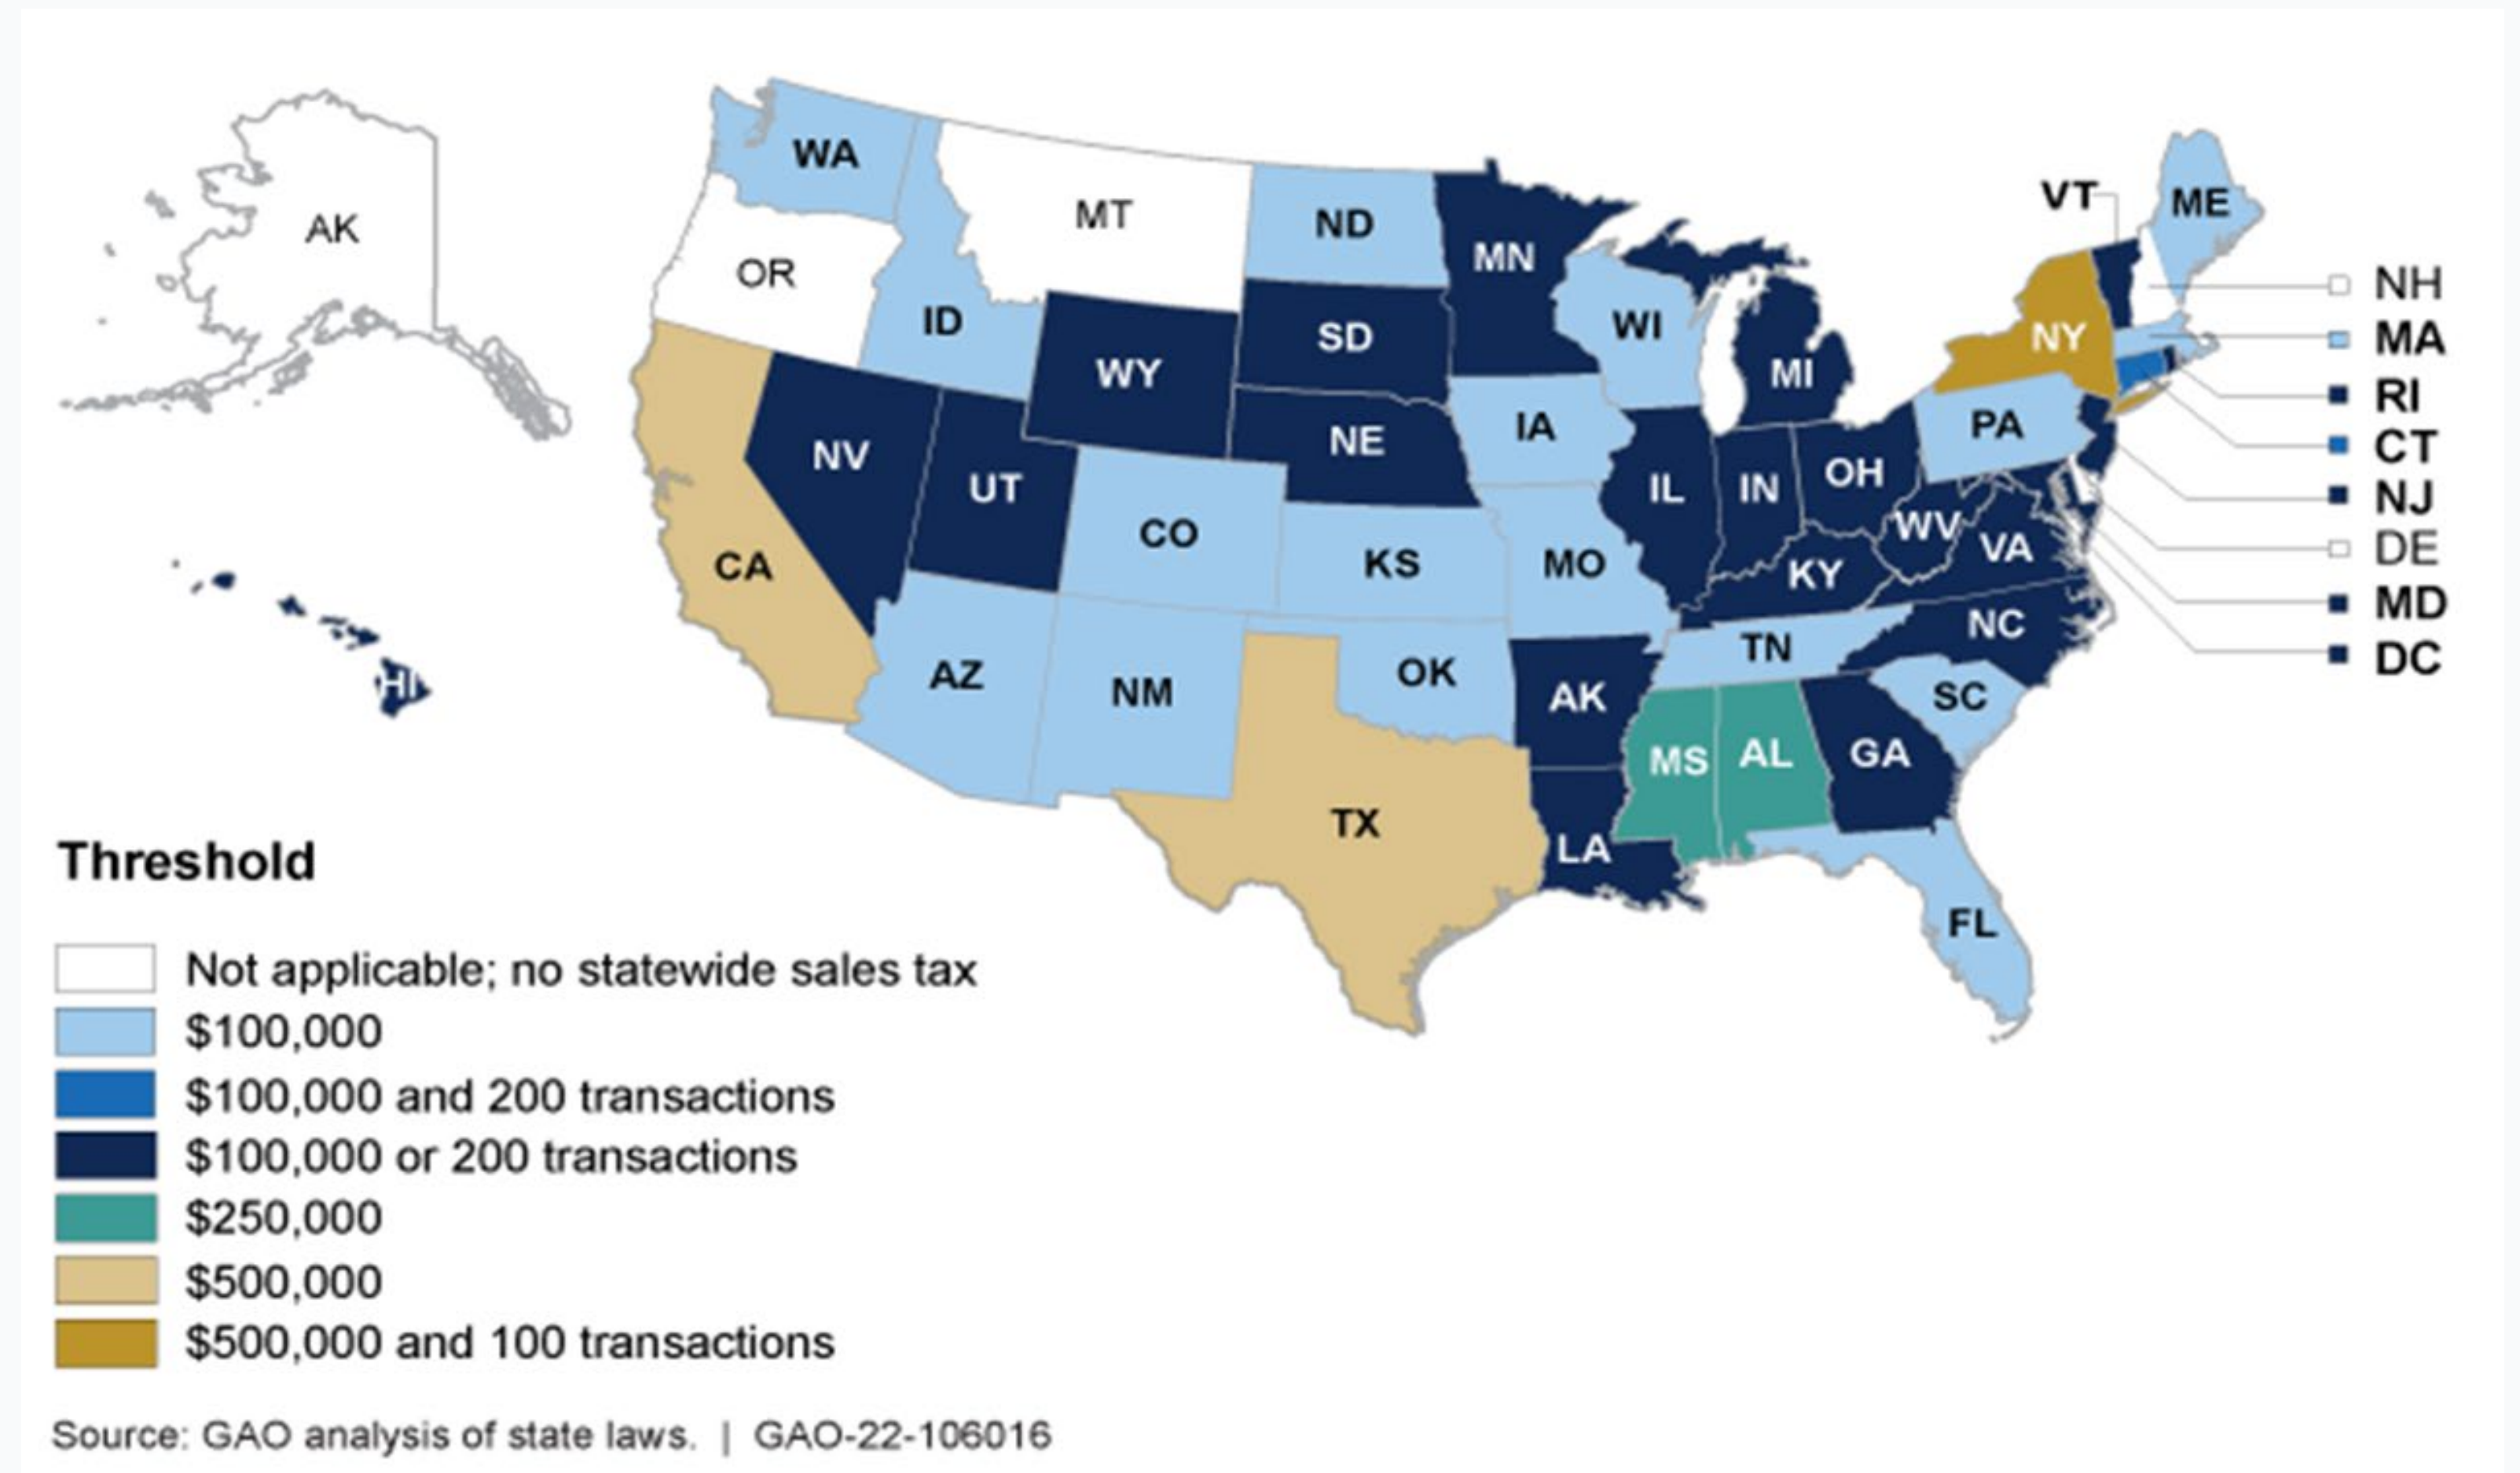 WA
VT
ME
MT
ND
AK
MN
OR
NH
ID
WI
SD
NY
MA
WY
MI
RI
IA
PA
NE
CT
NV
OH
UT
IL
IN
NJ
CO
WV
VA
DE
CA
KS
MO
KY
MD
NC
TN
DC
AZ
OK
HI
NM
AK
SC
MS
AL
GA
TX
LA
FL
Threshold
Not applicable; no statewide sales tax
$100,000
$100,000 and 200 transactions
$100,000 or 200 transactions
$250,000
$500,000
$500,000 and 100 transactions
Source: GAO analysis of state laws. | GAO-22-106016